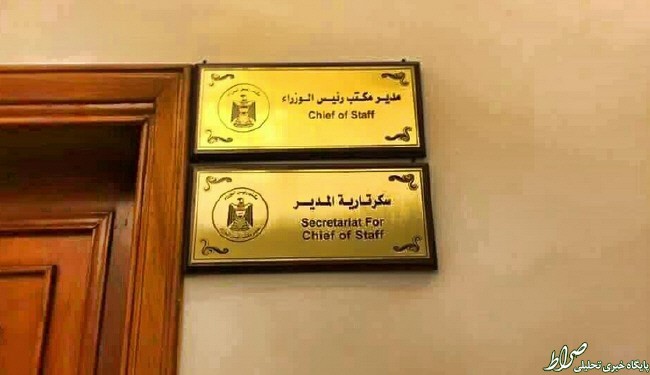 مدير مكتب رئيس الوزراء
Chief of Staff
سكرتارية المدير
Secretariat For
Chief of Staff
صراط
پایگاه خبری تحلیلی